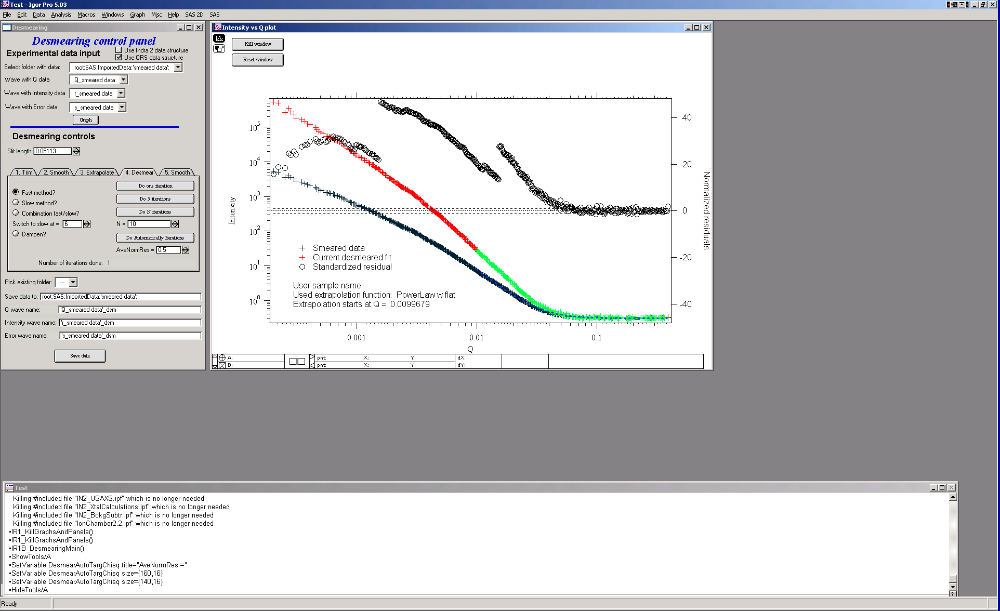 Test - Igor Pro 5.03
File Edit Data Analysis Macros Windows Graph Misc Help SAS 2D SAS
Desmearing
Desmearing control panel
Experimental data input
Use Indra 2 data structure
Use QRS data structure
Select folder with data: root:SAS:ImportedData:'smeared data':
Wave with Q data Q_smeared data
Wave with Intensity data r_smeared data
Wave with Error data s_smeared data
Graph
Desmearing controls
Slit length 0.05113
1. Trim 2. Smooth 3. Extrapolate 4. Desmear 5. Smooth
Fast method?
Slow method?
Combination fast/slow?
Switch to slow at = 6
Dampen?
Do one iteration
Do 5 iterations
Do N iterations
N = 10
Do Automatically Iterations
AveNormRes = 0.5
Number of iterations done: 1
Pick existing folder: ---
Save data to: root:SAS:ImportedData:'smeared data':
Q wave name: 'Q_smeared data'_dsm
Intensity wave name: 'r_smeared data'_dsm
Error wave name: 's_smeared data'_dsm
Save data
Intensity vs Q plot
Kill window
Reset window
10^5
10^4
10^3
10^2
10^1
10^0
Intensity
40
20
0
-20
-40
Normalized residuals
Smeared data
Current desmeared fit
Standardized residual
User sample name:
Used extrapolation function: PowerLaw w flat
Extrapolation starts at Q = 0.0099679
0.001 0.01 0.1
Q
A: pnt: X: Y: dX:
B: pnt: X: Y: dY:
Test
Killing #included file "IN2_USAXS.ipf" which is no longer needed
Killing #included file "IN2_XtalCalculations.ipf" which is no longer needed
Killing #included file "IN2_BckgSubtr.ipf" which is no longer needed
Killing #included file "IonChamber2.2.ipf" which is no longer needed
•IR1_KillGraphsAndPanels()
•IR1_KillGraphsAndPanels()
•IR1B_DesmearingMain()
•ShowTools/A
•SetVariable DesmearAutoTargChisq title="AveNormRes ="
•SetVariable DesmearAutoTargChisq size={160,16}
•SetVariable DesmearAutoTargChisq size={140,16}
•HideTools/A
Ready